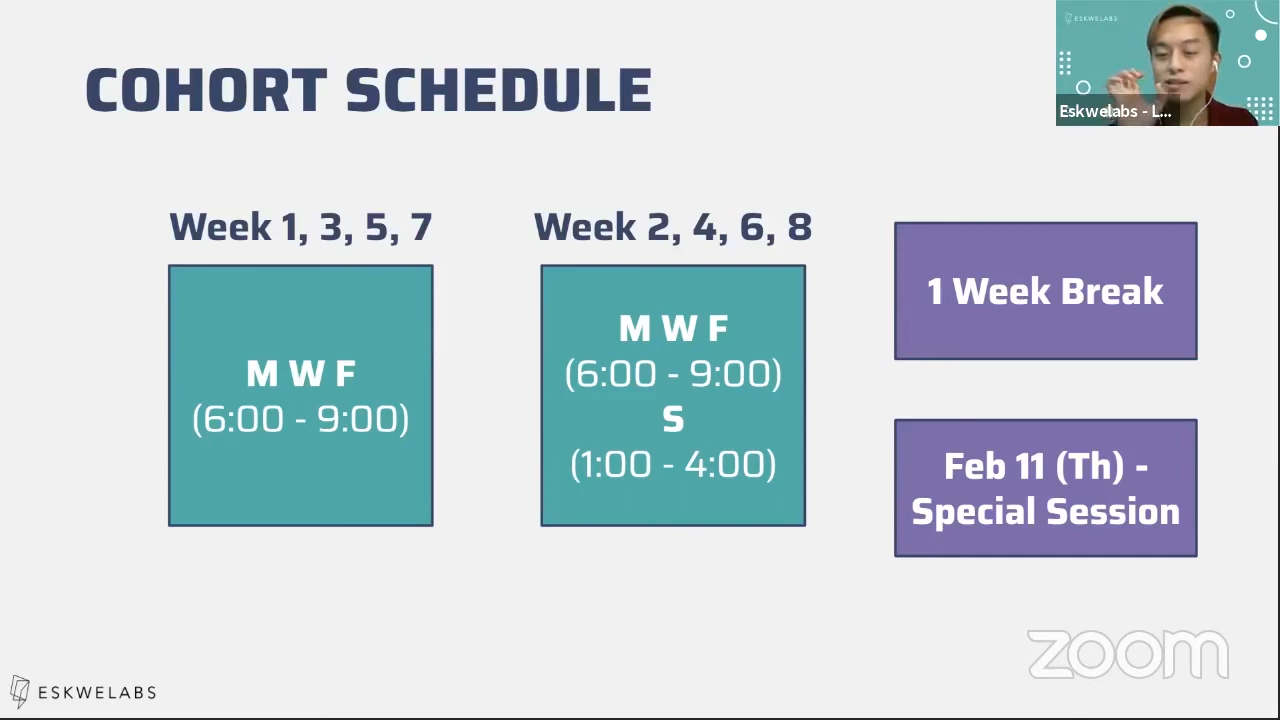 COHORT SCHEDULE
ESKWELABS
Eskwelabs - L...
Week 1, 3, 5, 7
M W F
(6:00 - 9:00)
Week 2, 4, 6, 8
M W F
(6:00 - 9:00)
S
(1:00 - 4:00)
1 Week Break
Feb 11 (Th) -
Special Session
zoom
ESKWELABS